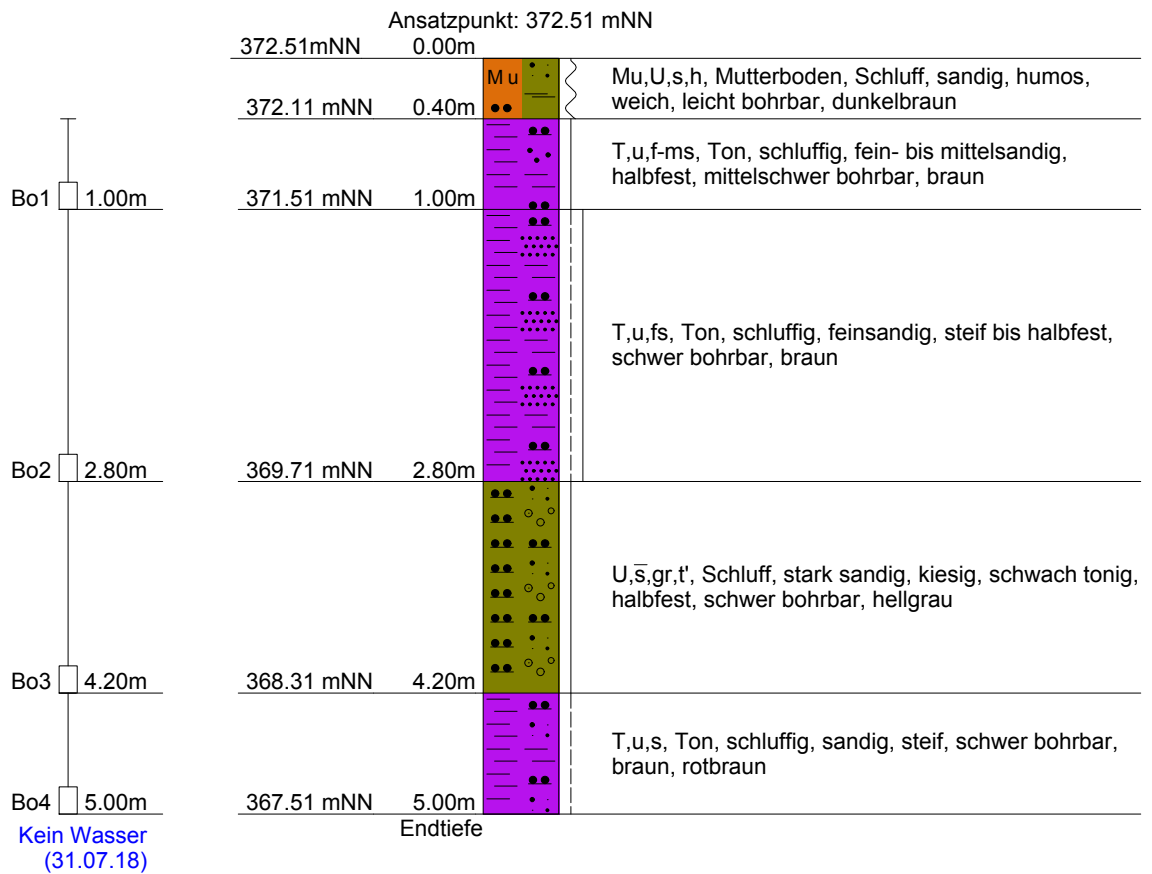 Ansatzpunkt: 372.51 mNN
372.51mNN 0.00m
Mu
Mu,U,s,h, Mutterboden, Schluff, sandig, humos,
weich, leicht bohrbar, dunkelbraun
372.11 mNN 0.40m
T,u,f-ms, Ton, schluffig, fein- bis mittelsandig,
halbfest, mittelschwer bohrbar, braun
Bo1 1.00m 371.51 mNN 1.00m
T,u,fs, Ton, schluffig, feinsandig, steif bis halbfest,
schwer bohrbar, braun
Bo2 2.80m 369.71 mNN 2.80m
U,s̅,gr,t', Schluff, stark sandig, kiesig, schwach tonig,
halbfest, schwer bohrbar, hellgrau
Bo3 4.20m 368.31 mNN 4.20m
T,u,s, Ton, schluffig, sandig, steif, schwer bohrbar,
braun, rotbraun
Bo4 5.00m 367.51 mNN 5.00m
Endtiefe
Kein Wasser
(31.07.18)